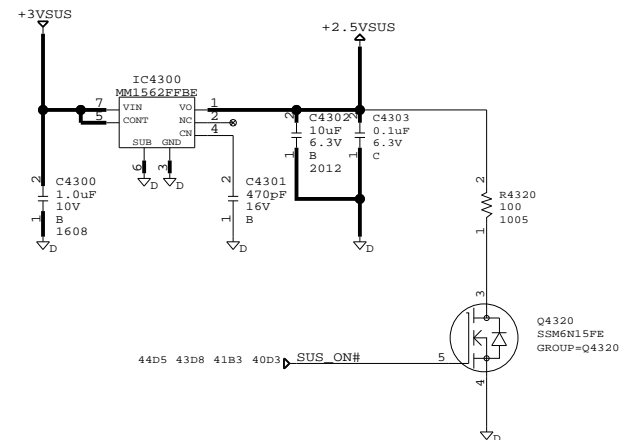 +3VSUS
+2.5VSUS
IC4300
MM1562FFBE
7 VIN VO 1
5 CONT NC 2
CN 4
SUB GND
6 3
D D
2 C4300
1.0uF
10V
1 B
1608
D
2 C4301
470pF
16V
1 B
D
2 C4302
10uF
6.3V
1 B
2012
2 C4303
0.1uF
6.3V
1 C
D
2
R4320
100
1005
1
3
Q4320
SSM6N15FE
GROUP=Q4320
44D5 43D8 41B3 40D3 SUS_ON# 5
4
D